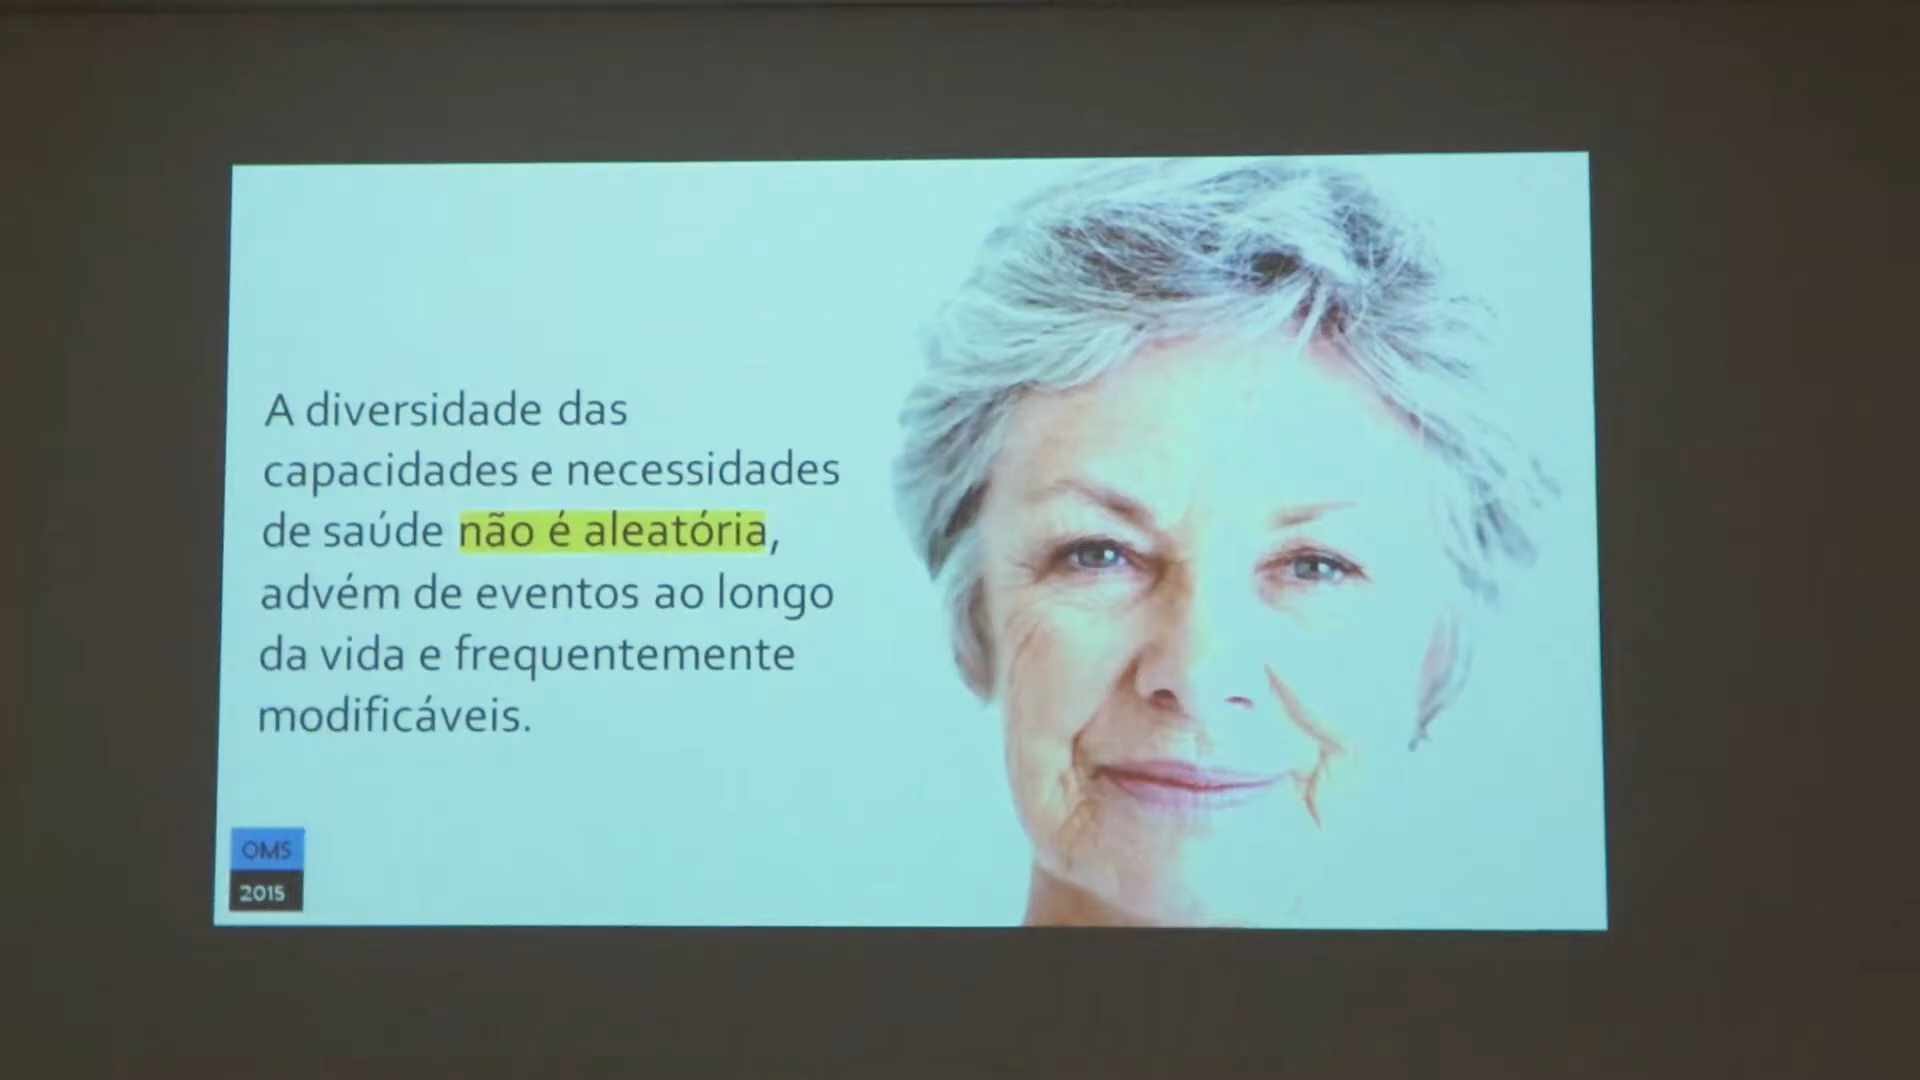 A diversidade das
capacidades e necessidades
de saúde não é aleatória,
advém de eventos ao longo
da vida e frequentemente
modificáveis.
OMS
2015